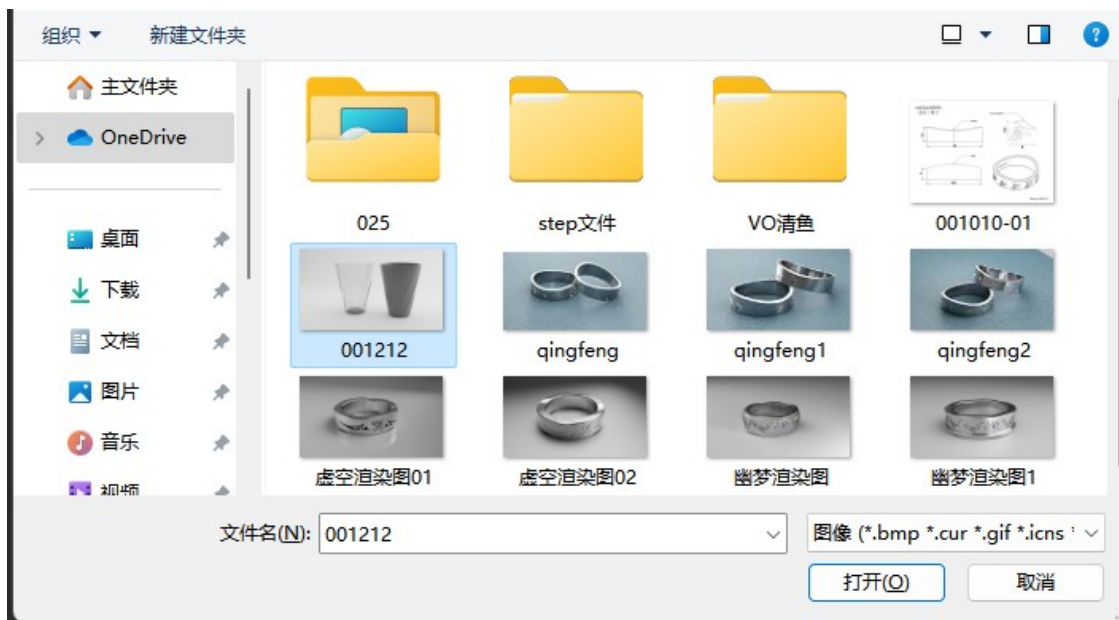 组织 新建文件夹
主文件夹
OneDrive
桌面
下载
文档
图片
音乐
视频
025 step文件 VO清鱼 001010-01
001212 qingfeng qingfeng1 qingfeng2
虚空渲染图01 虚空渲染图02 幽梦渲染图 幽梦渲染图1
文件名(N): 001212 图像 (*.bmp *.cur *.gif *.icns *
打开(O) 取消